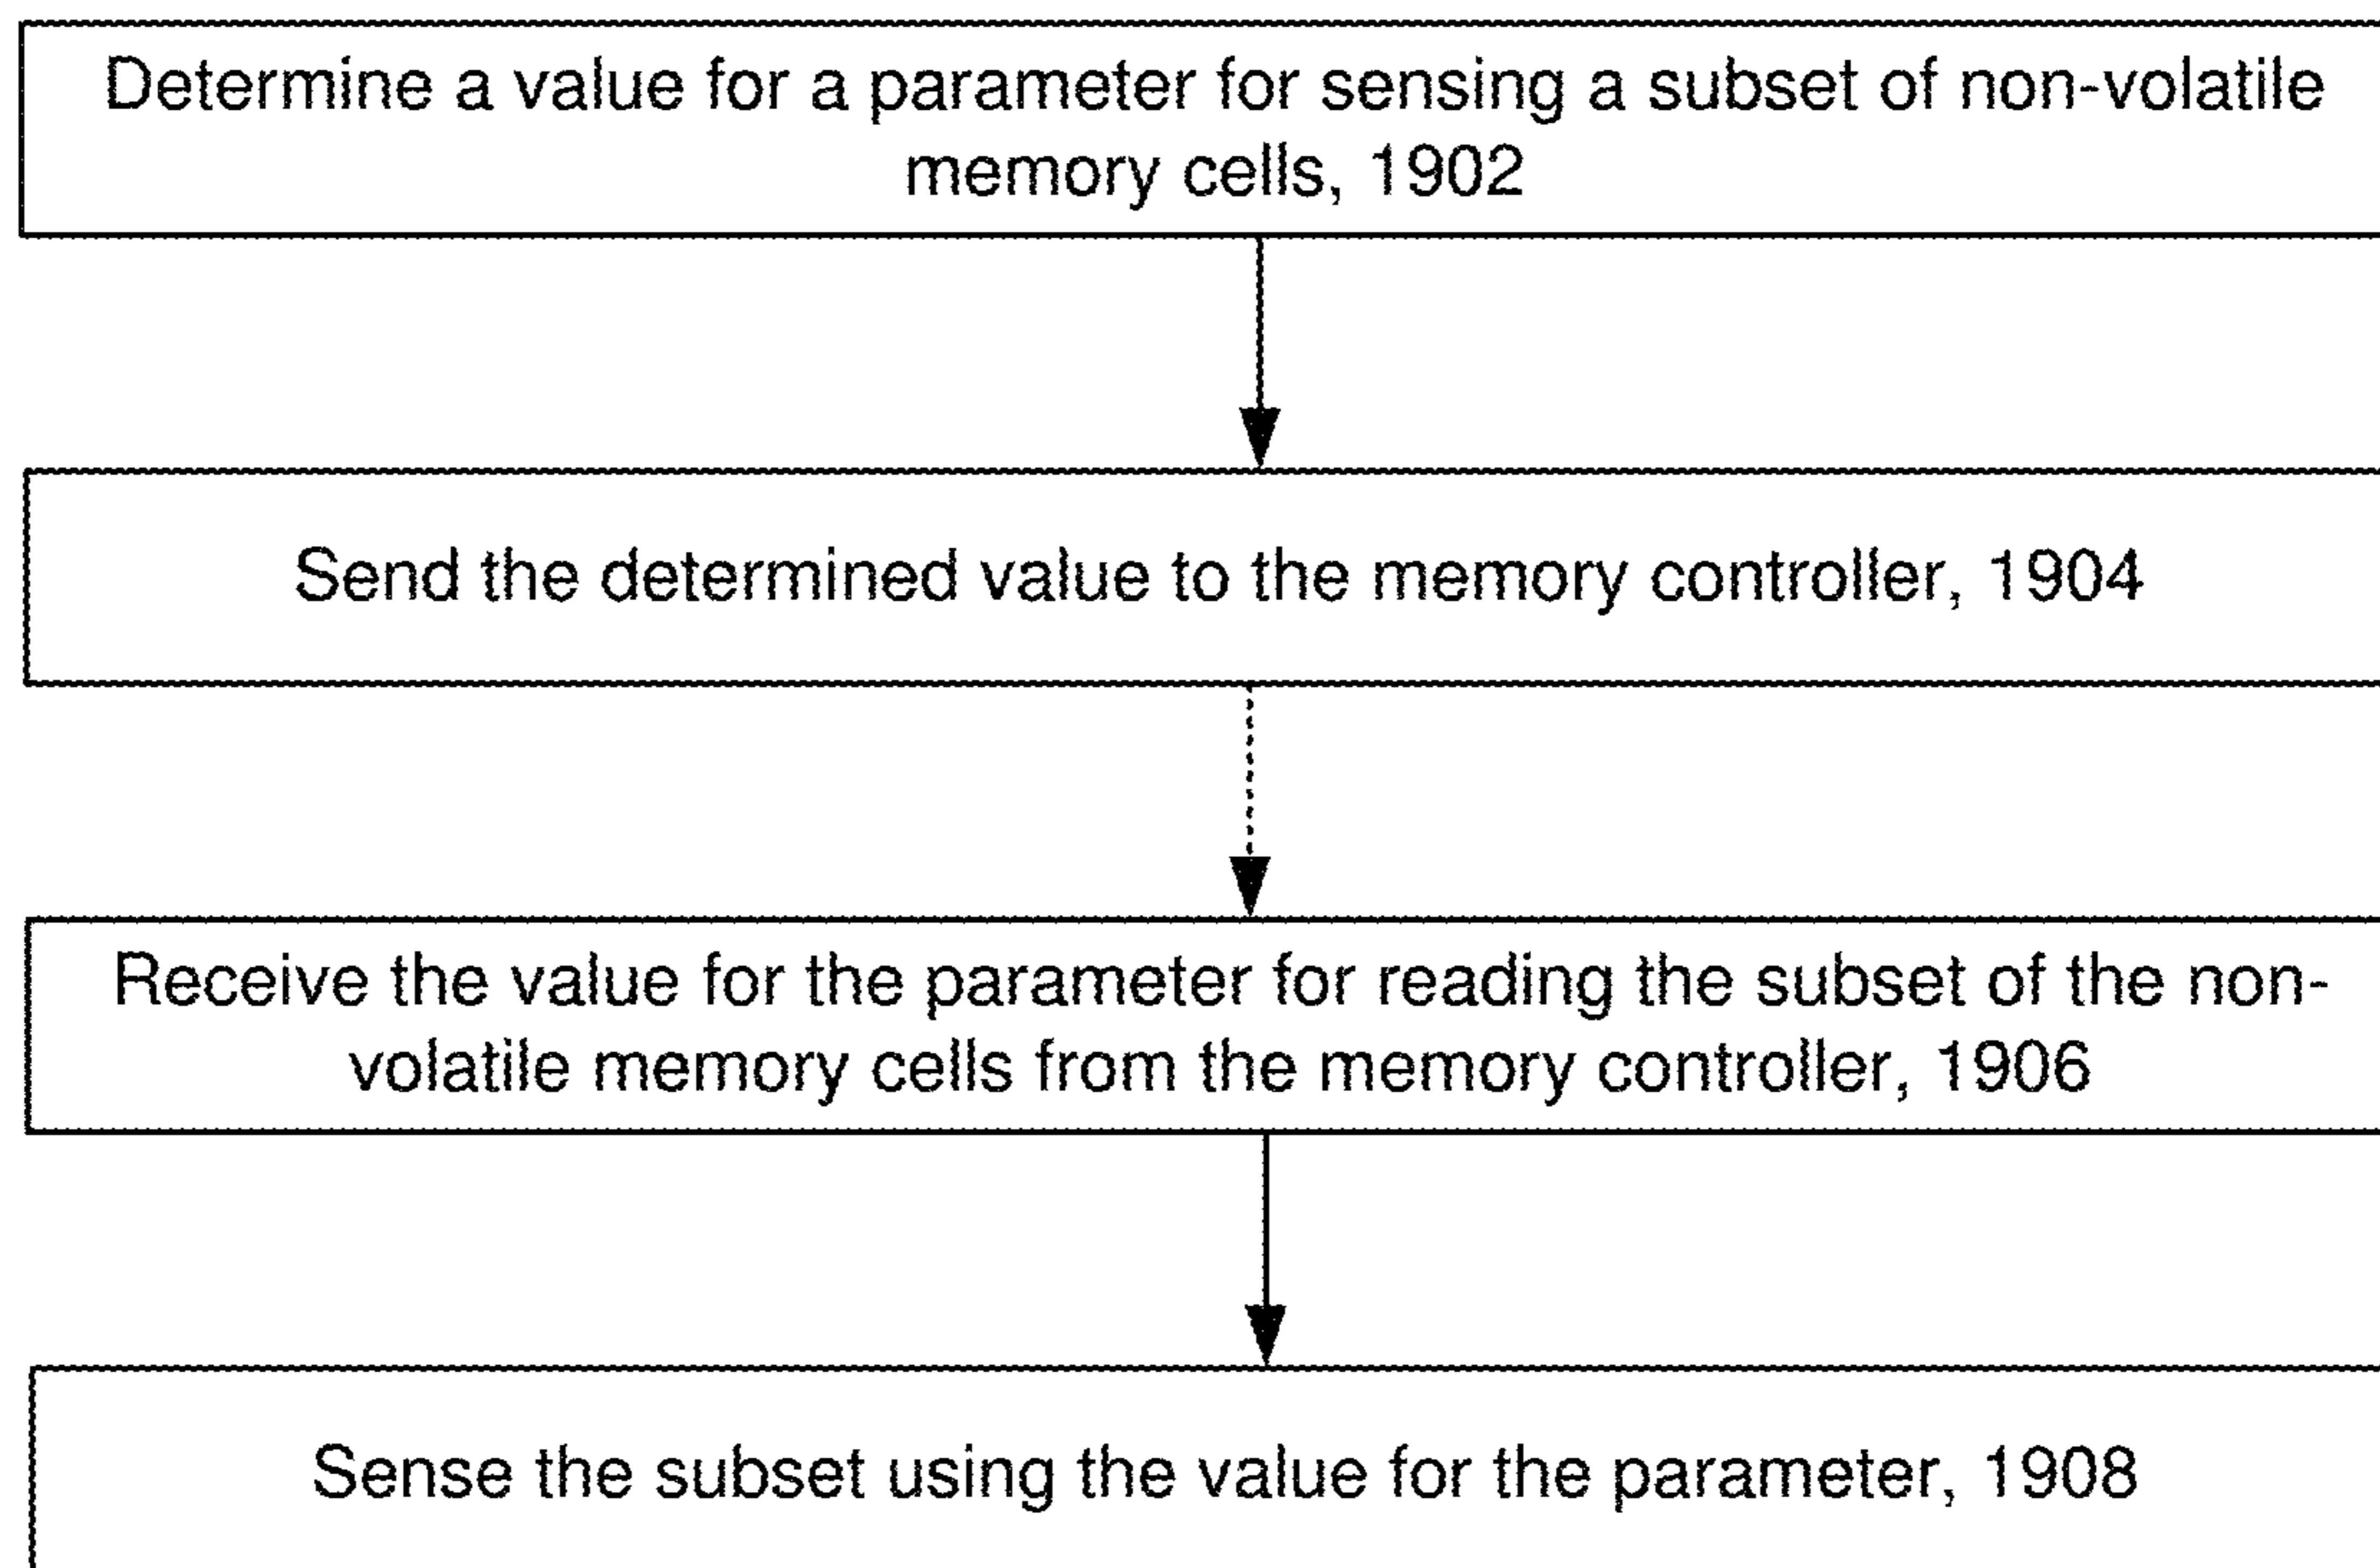 Determine a value for a parameter for sensing a subset of non-volatile
memory cells, 1902
Send the determined value to the memory controller, 1904
Receive the value for the parameter for reading the subset of the non-
volatile memory cells from the memory controller, 1906
Sense the subset using the value for the parameter, 1908